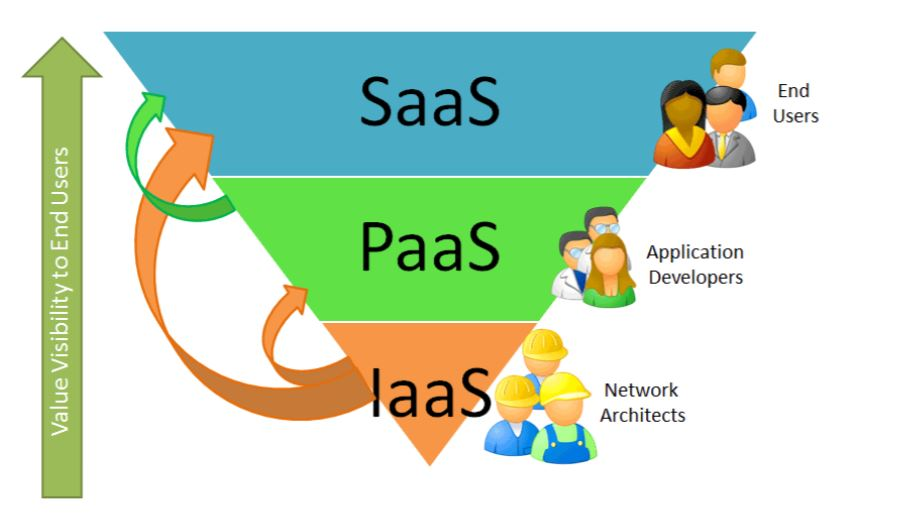 SaaS
End
Users
PaaS
Application
Developers
IaaS
Network
Architects
Value Visibility to End Users